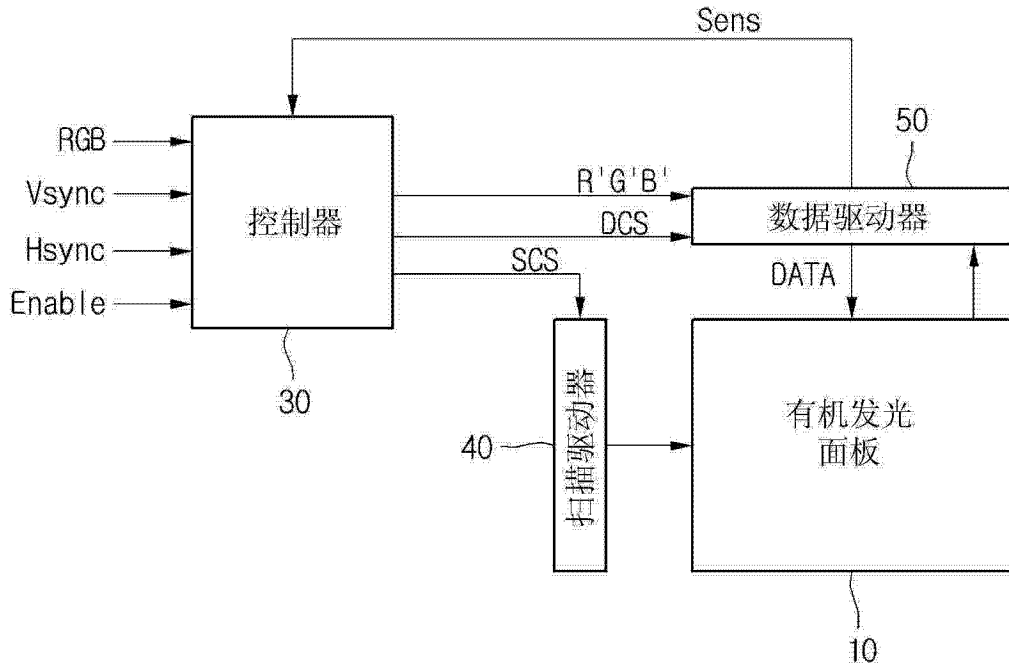 Sens
50
RGB
R'G'B'
Vsync
控制器
数据驱动器
DCS
Hsync
SCS
DATA
Enable
30
扫描驱动器
40
有机发光
面板
10